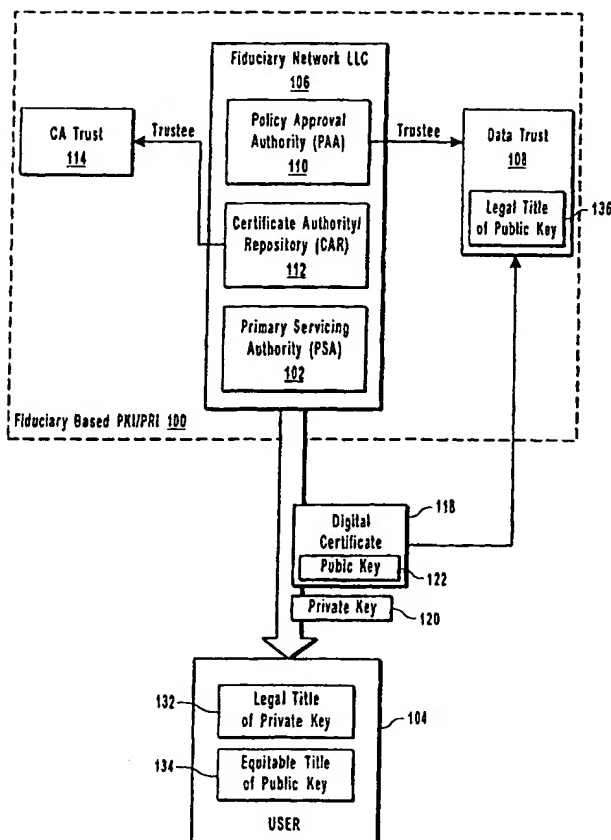 Fiduciary Network LLC
106
Policy Approval
Authority (PAA)
110
CA Trust
114
Trustee
Trustee
Data Trust
108
Legal Title
of Public Key
136
Certificate Authority/
Repository (CAR)
112
Primary Servicing
Authority (PSA)
102
Fiduciary Based PKI/PRI 100
Digital
Certificate
118
Pubic Key
122
Private Key
120
132
Legal Title
of Private Key
104
134
Equitable Title
of Public Key
USER